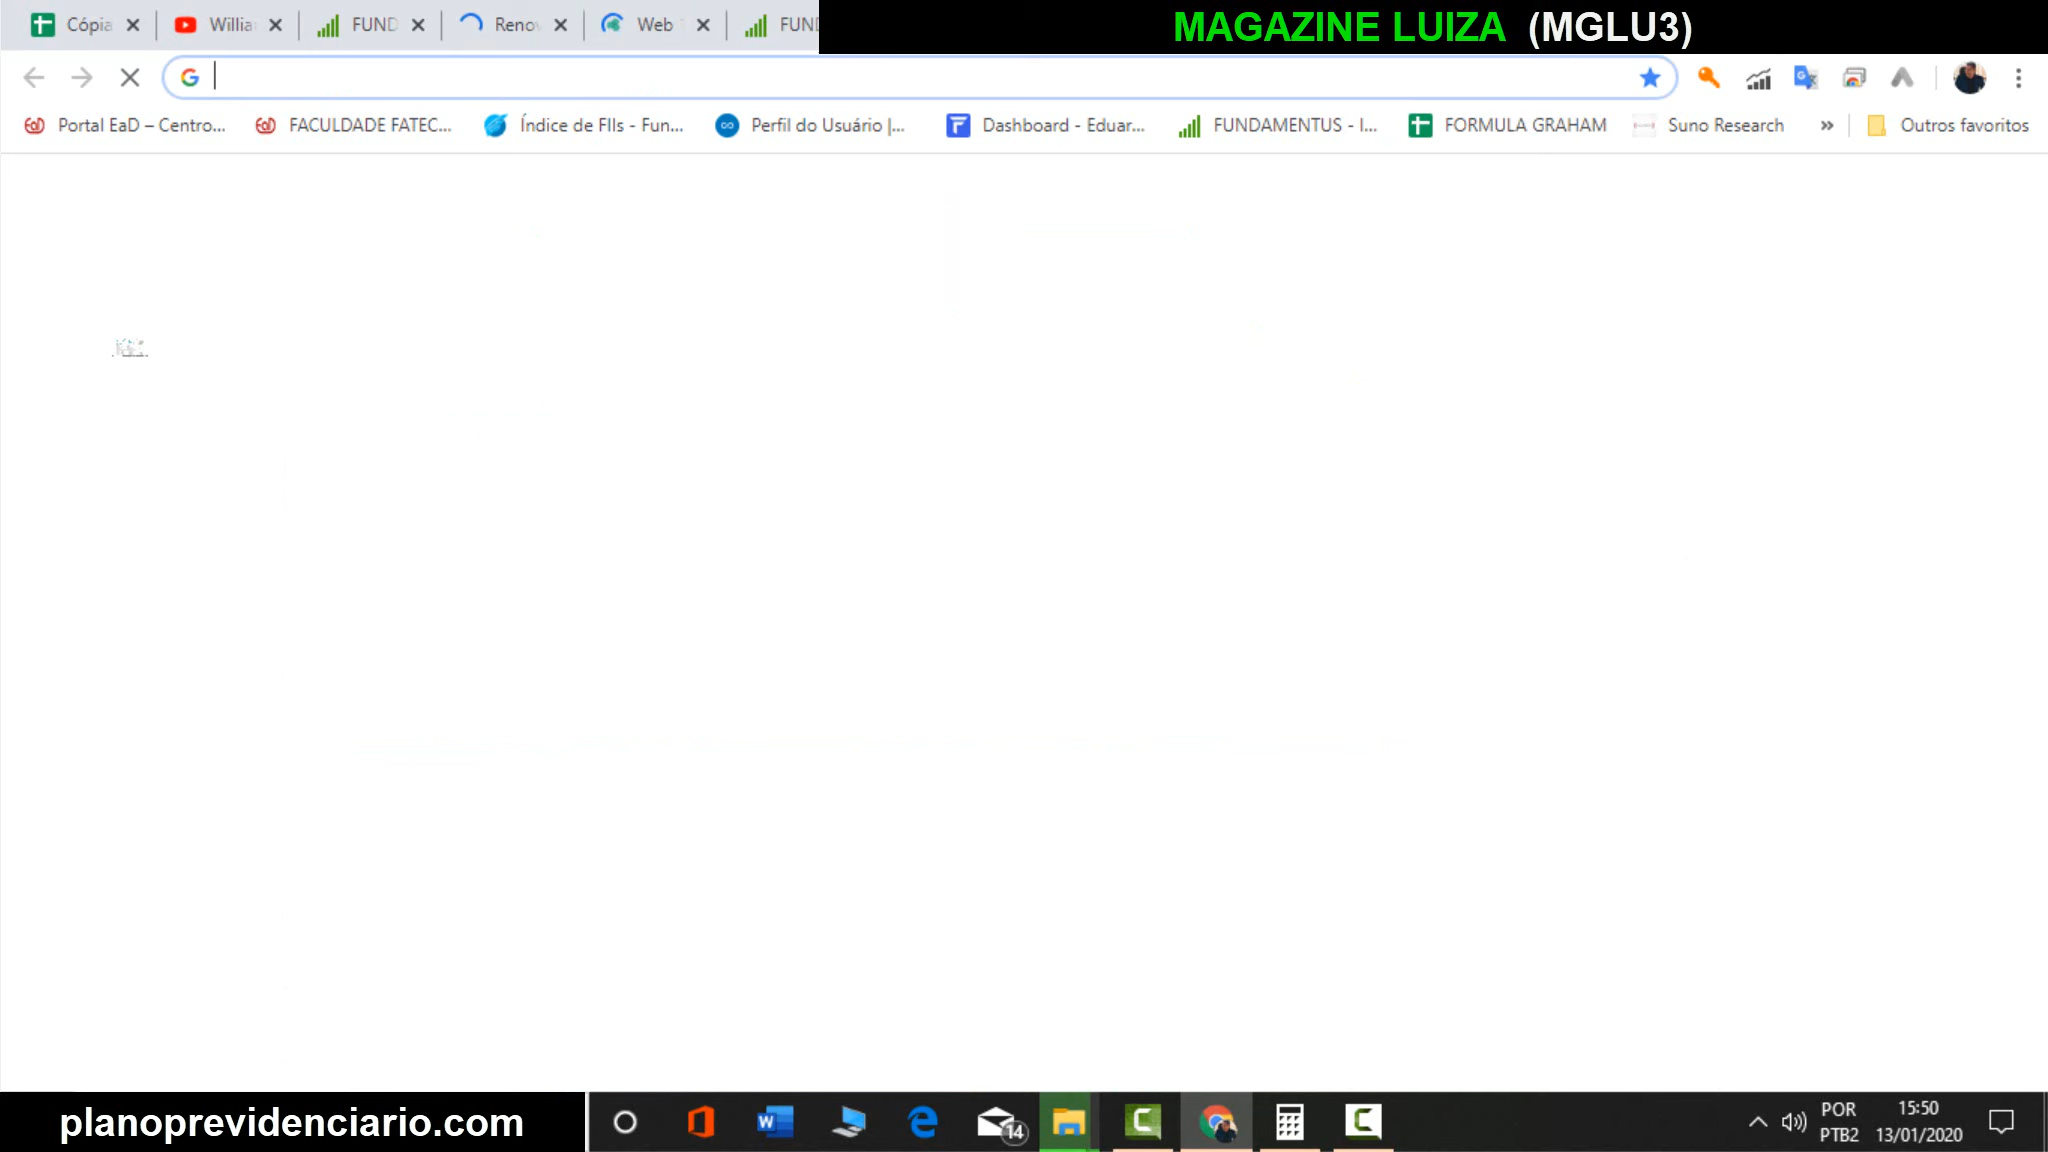 Cópia
Willia
FUND
Reno
Web
FUN
MAGAZINE LUIZA (MGLU3)
Portal EaD – Centro...
FACULDADE FATEC...
Índice de FIIs - Fun...
Perfil do Usuário |...
Dashboard - Eduar...
FUNDAMENTUS - I...
FORMULA GRAHAM
Suno Research
»
Outros favoritos
planoprevidenciario.com
14
POR
PTB2
15:50
13/01/2020